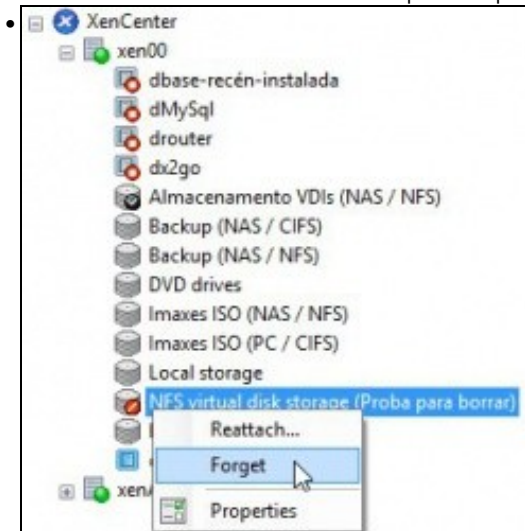 XenCenter
xen00
dbase-recén-instalada
dMySql
drouter
dx2go
Almacenamento VDIs (NAS / NFS)
Backup (NAS / CIFS)
Backup (NAS / NFS)
DVD drives
Imaxes ISO (NAS / NFS)
Imaxes ISO (PC / CIFS)
Local storage
NFS virtual disk storage (Proba para borrar)
Reattach...
Forget
Properties